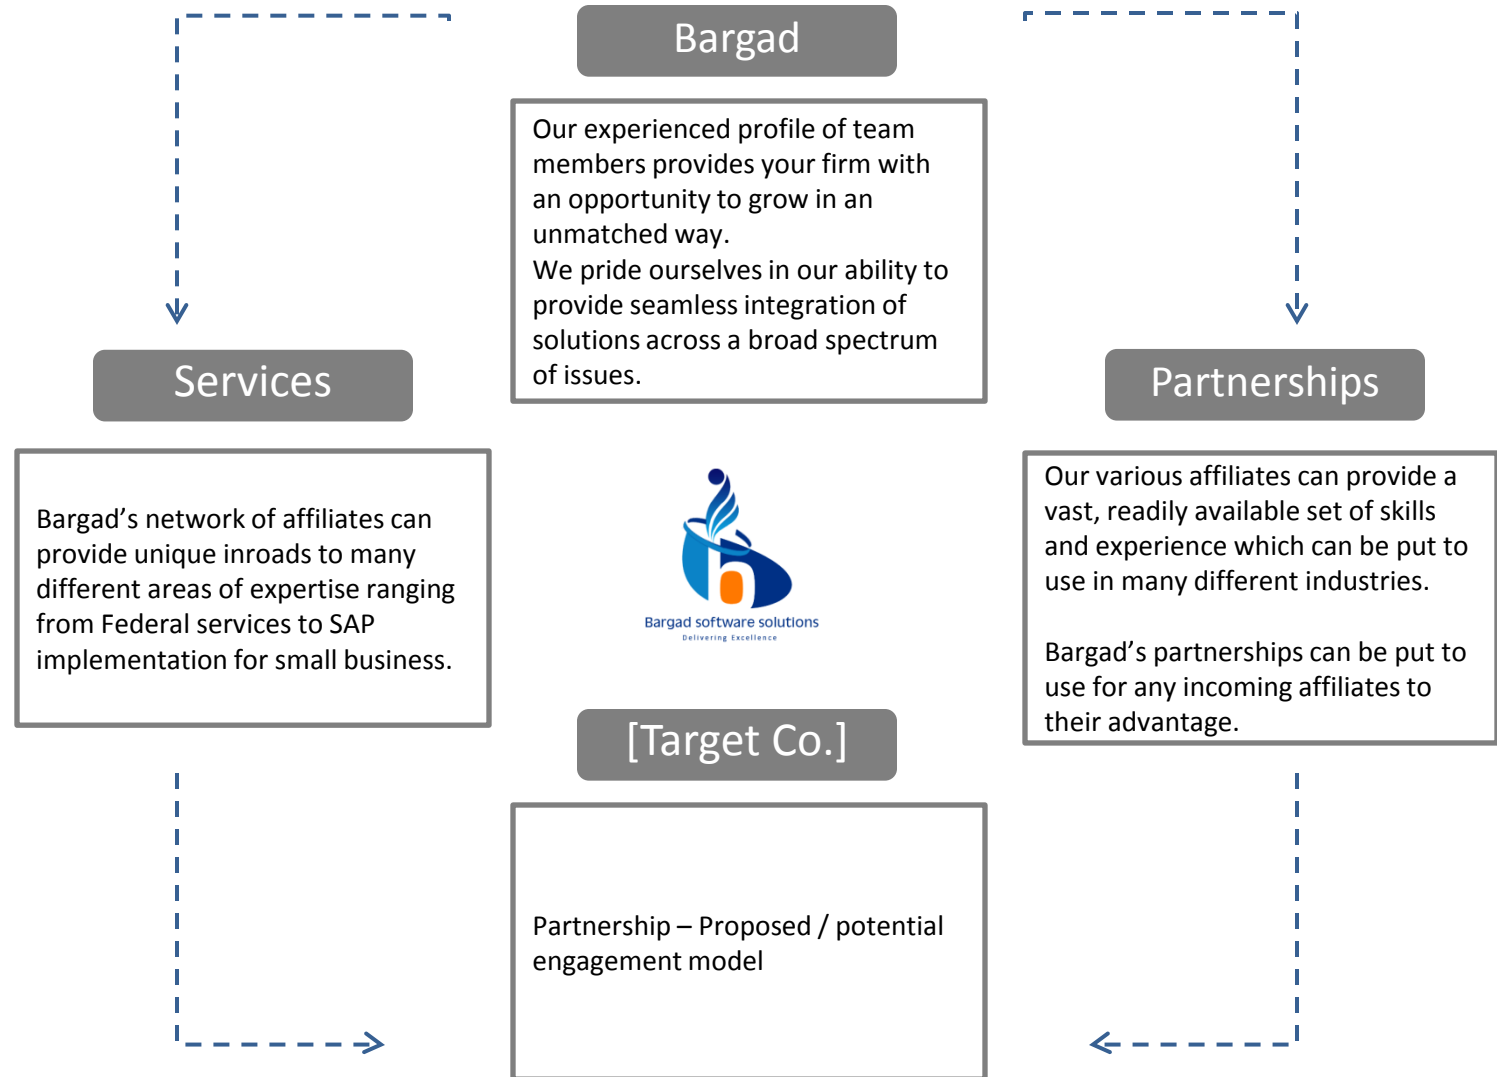 Bargad
Our experienced profile of team
members provides your firm with
an opportunity to grow in an
unmatched way.
We pride ourselves in our ability to
provide seamless integration of
solutions across a broad spectrum
of issues.
Services
Bargad’s network of affiliates can
provide unique inroads to many
different areas of expertise ranging
from Federal services to SAP
implementation for small business.
Partnerships
Our various affiliates can provide a
vast, readily available set of skills
and experience which can be put to
use in many different industries.
Bargad’s partnerships can be put to
use for any incoming affiliates to
their advantage.
Bargad software solutions
Delivering Excellence
[Target Co.]
Partnership – Proposed / potential
engagement model